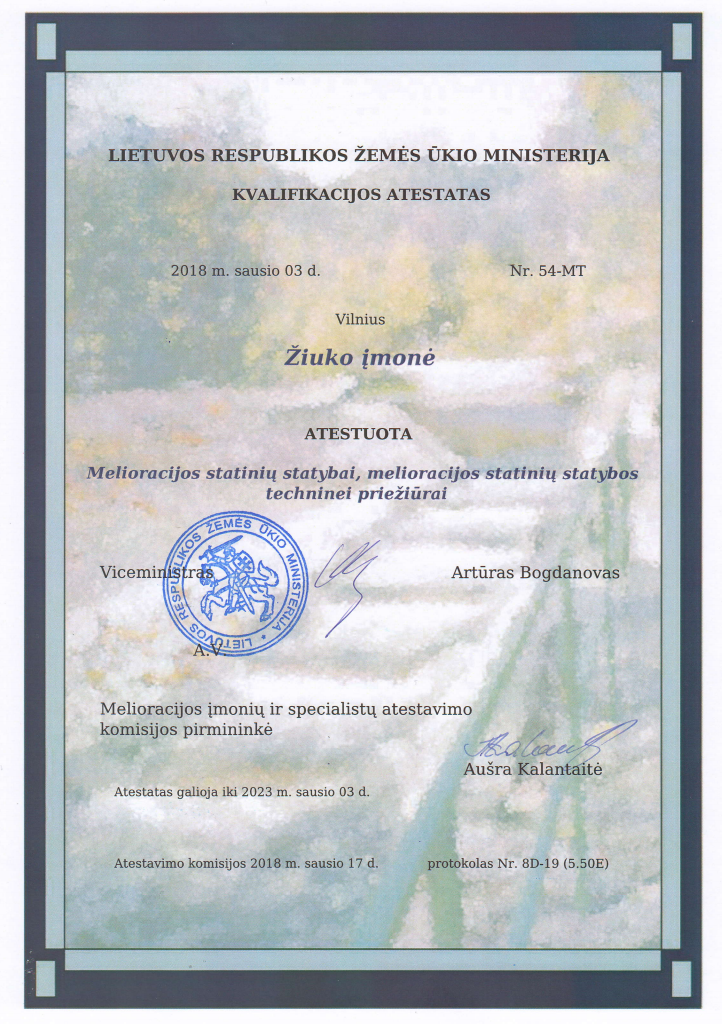 LIETUVOS RESPUBLIKOS ŽEMĖS ŪKIO MINISTERIJA
KVALIFIKACIJOS ATESTATAS
2018 m. sausio 03 d. Nr. 54-MT
Vilnius
Žiuko įmonė
ATESTUOTA
Melioracijos statinių statybai, melioracijos statinių statybos
techninei priežiūrai
LIETUVOS RESPUBLIKOS ŽEMĖS ŪKIO MINISTERIJA •
Viceministras Artūras Bogdanovas
A.V.
Melioracijos įmonių ir specialistų atestavimo
komisijos pirmininkė
Aušra Kalantaitė
Atestatas galioja iki 2023 m. sausio 03 d.
Atestavimo komisijos 2018 m. sausio 17 d. protokolas Nr. 8D-19 (5.50E)